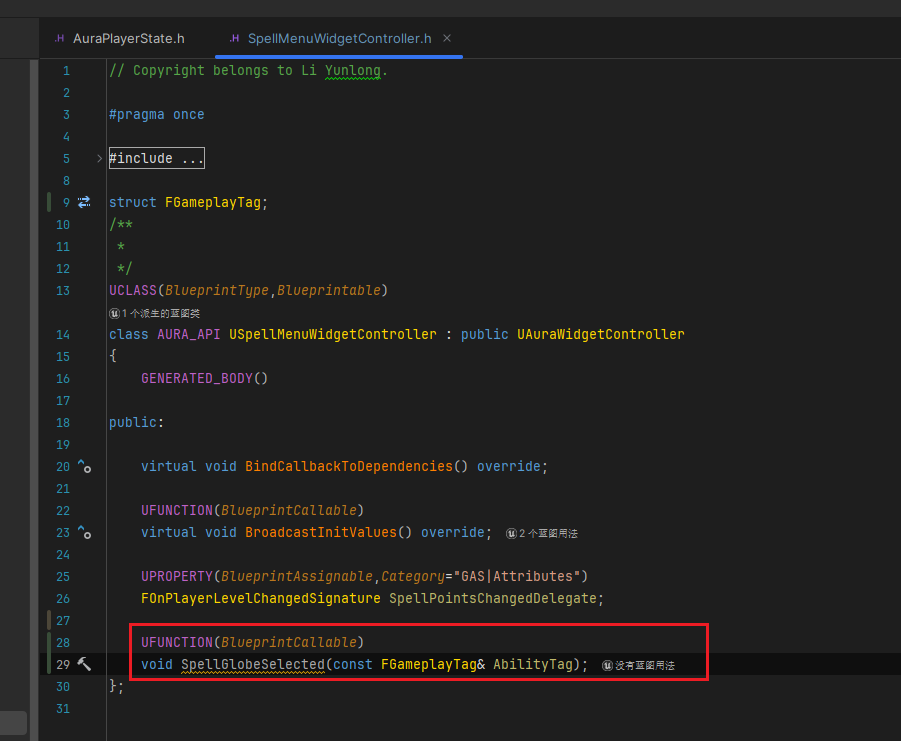 .H AuraPlayerState.h .H SpellMenuWidgetController.h ×
1 // Copyright belongs to Li Yunlong.
2
3 #pragma once
4
5 #include ...
8
9 struct FGameplayTag;
10 /**
11 *
12 */
13 UCLASS(BlueprintType,Blueprintable)
1 个派生的蓝图类
14 class AURA_API USpellMenuWidgetController : public UAuraWidgetController
15 {
16 GENERATED_BODY()
17
18 public:
19
20 virtual void BindCallbackToDependencies() override;
21
22 UFUNCTION(BlueprintCallable)
23 virtual void BroadcastInitValues() override; 2 个蓝图用法
24
25 UPROPERTY(BlueprintAssignable,Category="GAS|Attributes")
26 FOnPlayerLevelChangedSignature SpellPointsChangedDelegate;
27
28 UFUNCTION(BlueprintCallable)
29 void SpellGlobeSelected(const FGameplayTag& AbilityTag); 没有蓝图用法
30 };
31